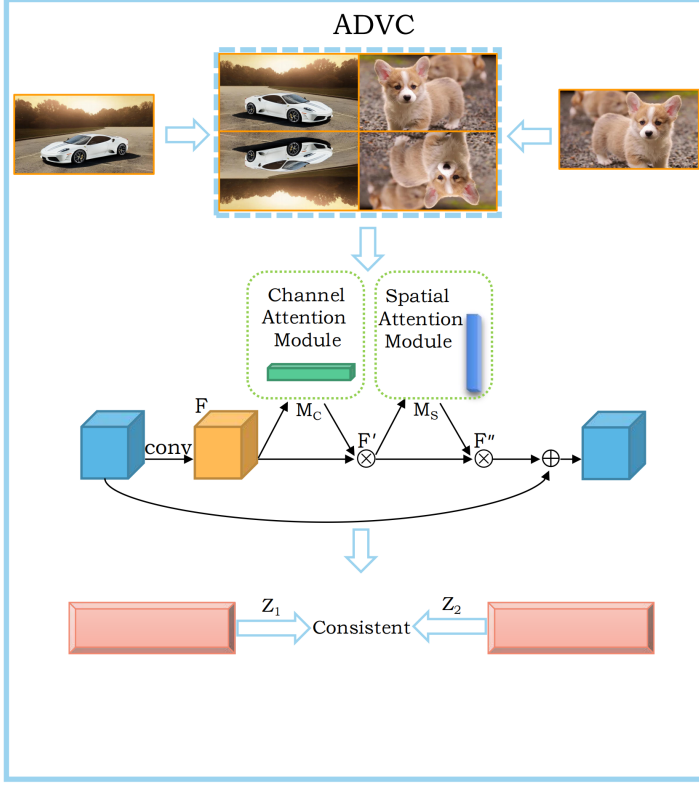 ADVC
Channel
Attention
Module
Spatial
Attention
Module
F
M_C
M_S
conv
F'
F"
Z_1
Z_2
Consistent